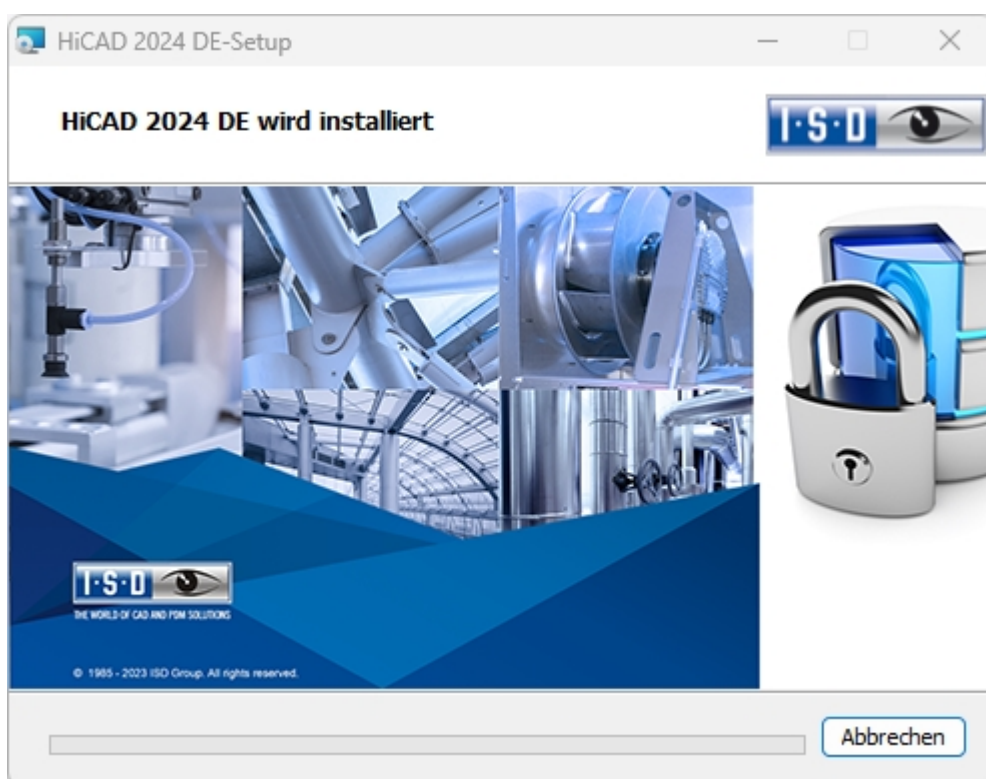 HiCAD 2024 DE-Setup
HiCAD 2024 DE wird installiert
I·S·D
I·S·D
THE WORLD OF CAD AND PDM SOLUTIONS
© 1985 - 2023 ISD Group. All rights reserved.
Abbrechen